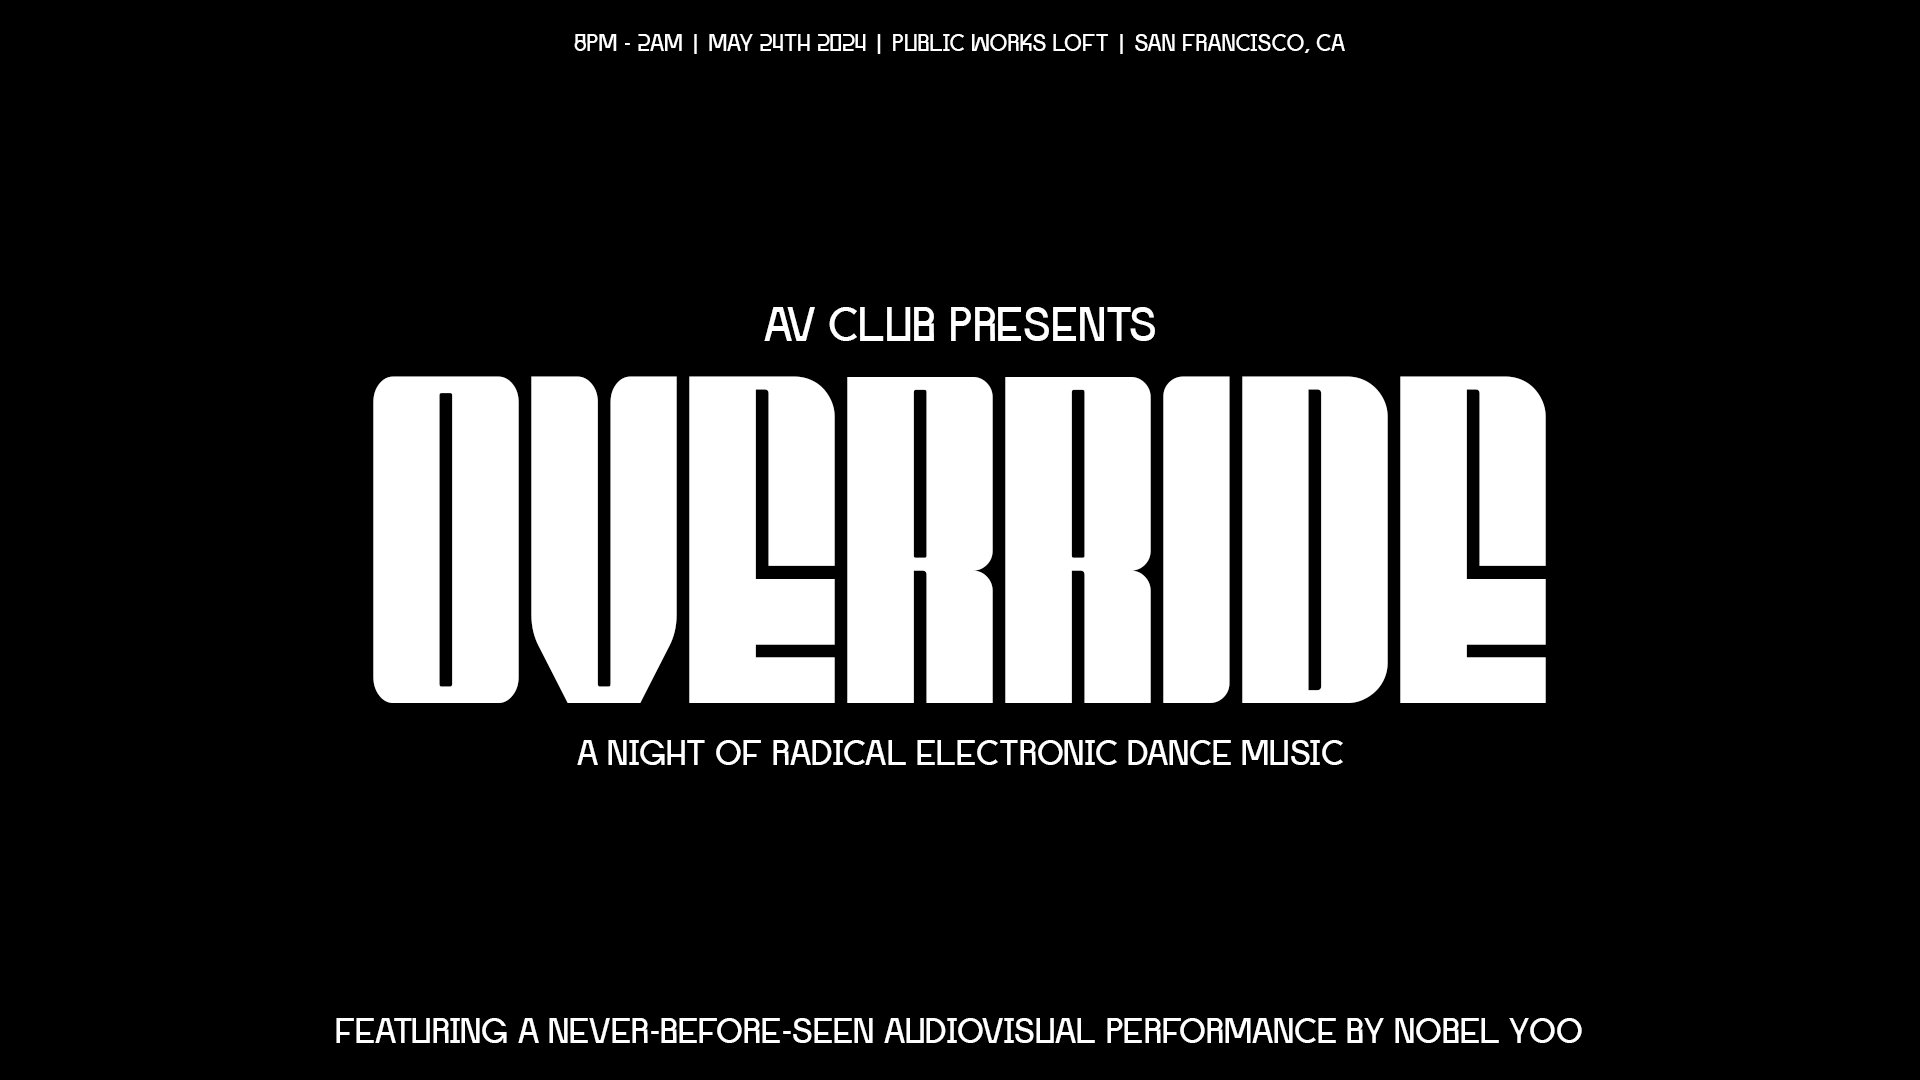 8PM - 2AM | MAY 24TH 2024 | PUBLIC WORKS LOFT | SAN FRANCISCO, CA
AV CLUB PRESENTS
OVERRIDE
A NIGHT OF RADICAL ELECTRONIC DANCE MUSIC
FEATURING A NEVER-BEFORE-SEEN AUDIOVISUAL PERFORMANCE BY NOBEL YOO